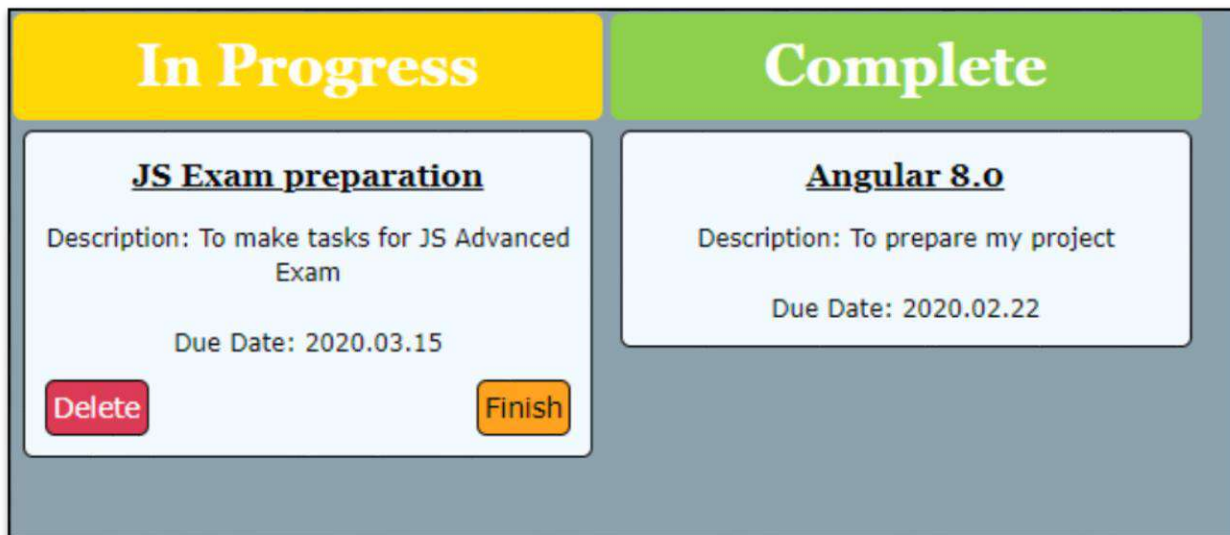 In Progress
Complete
JS Exam preparation
Description: To make tasks for JS Advanced
Exam
Due Date: 2020.03.15
Delete
Finish
Angular 8.0
Description: To prepare my project
Due Date: 2020.02.22